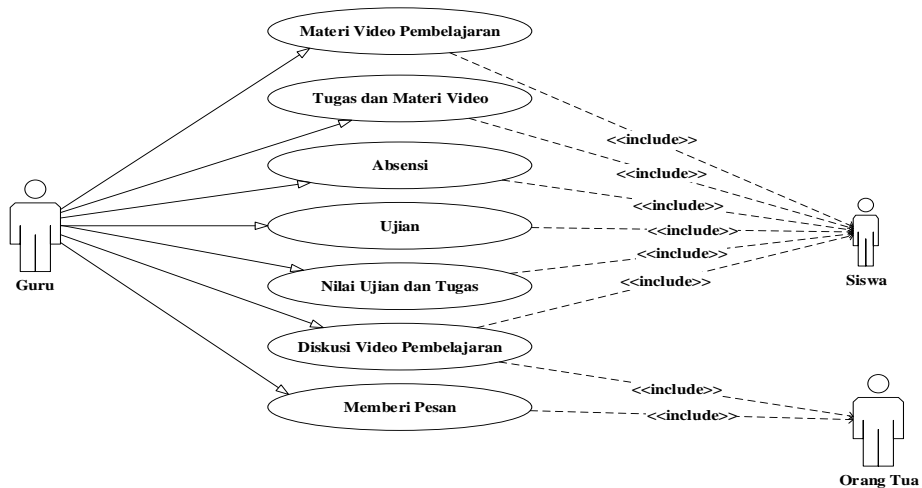 Materi Video Pembelajaran
Tugas dan Materi Video
<<include>>
<<include>>
Absensi
<<include>>
Ujian
<<include>>
Guru
Siswa
Nilai Ujian dan Tugas
<<include>>
<<include>>
Diskusi Video Pembelajaran
<<include>>
Memberi Pesan
<<include>>
Orang Tua